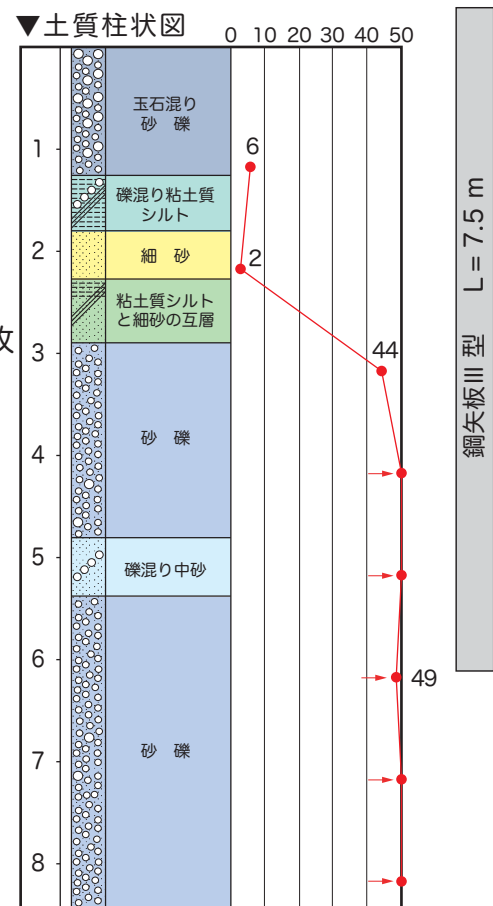 ▼土質柱状図
0 10 20 30 40 50
玉石混り
砂 礫
1
6
礫混り粘土質
シルト
2
細 砂
2
粘土質シルト
と細砂の互層
枚
3
44
砂 礫
4
5
礫混り中砂
6
49
砂 礫
7
8
鋼矢板Ⅲ型 L = 7.5 m